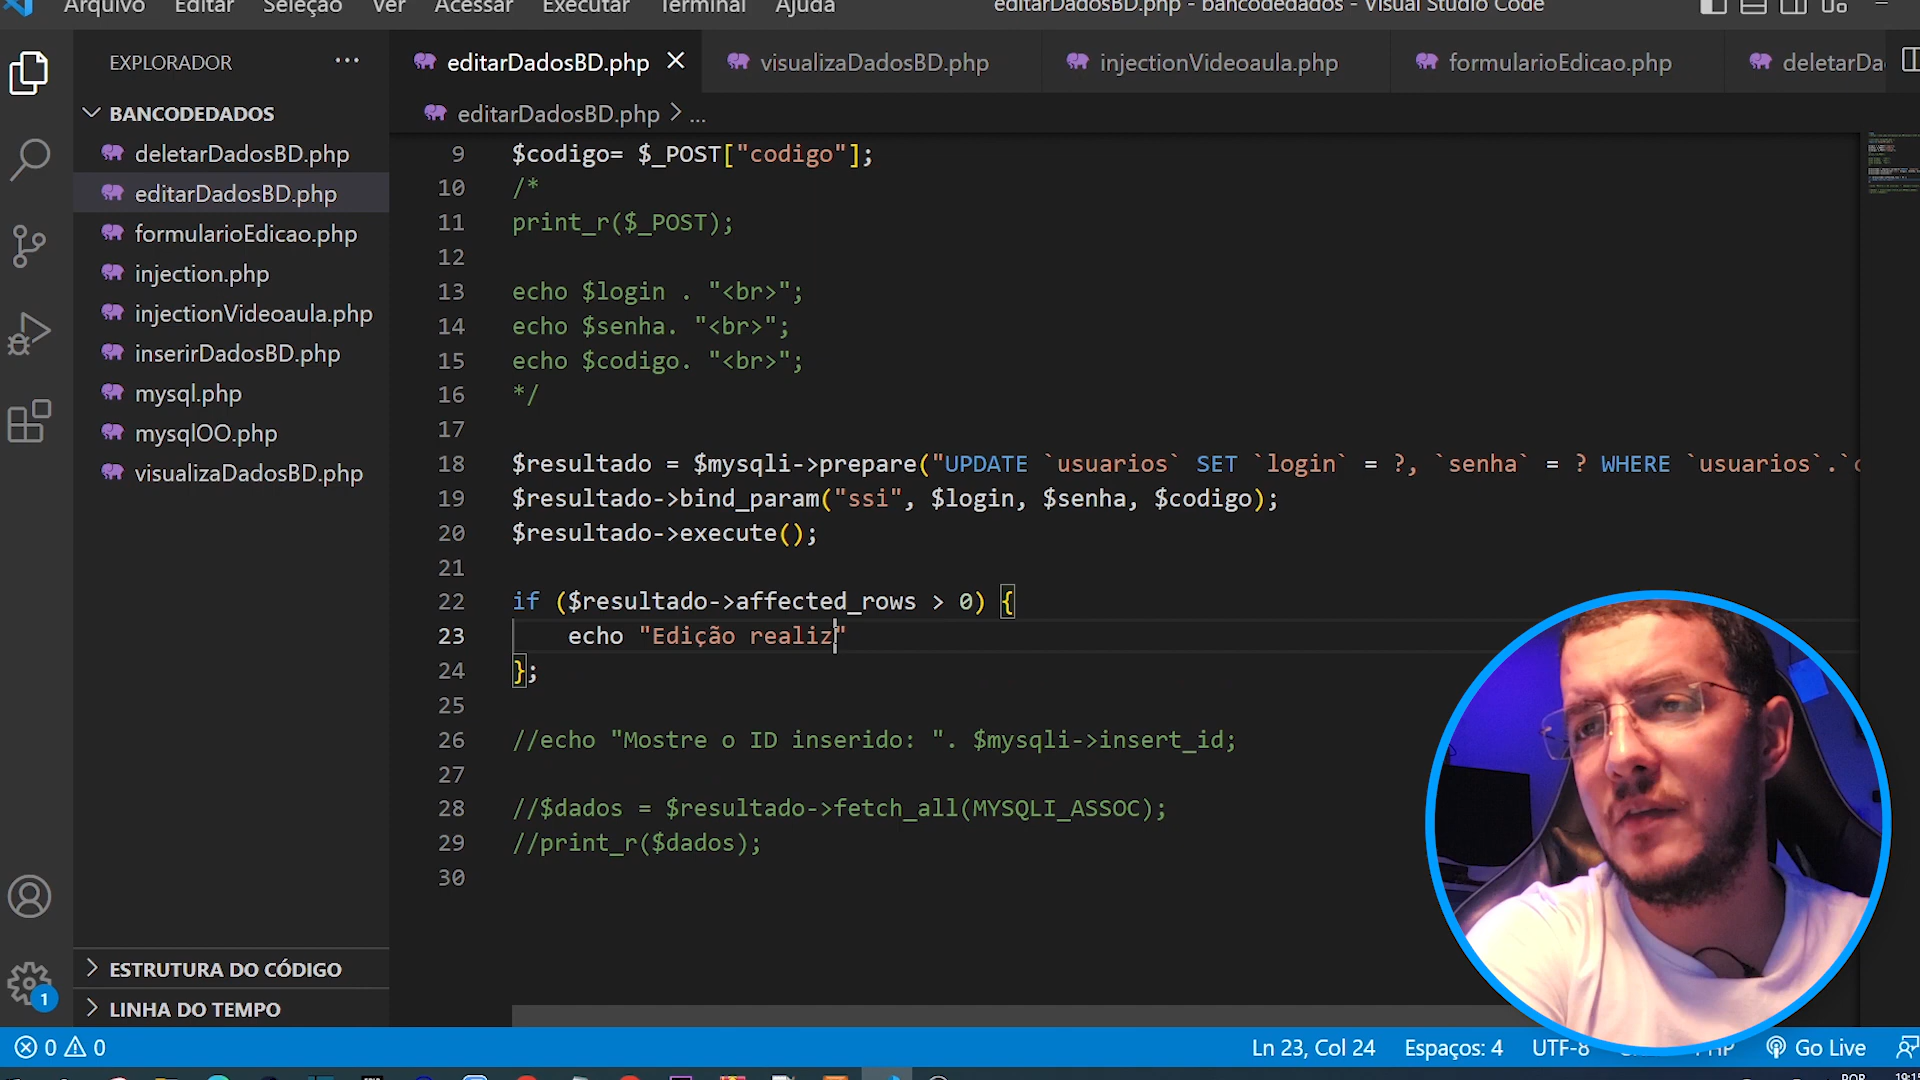 Arquivo Editar Seleção Ver Acessar Executar Terminal Ajuda editarDadosBD.php - bancodedados - Visual Studio Code
EXPLORADOR
editarDadosBD.php visualizaDadosBD.php injectionVideoaula.php formularioEdicao.php deletarDa
editarDadosBD.php > ...
BANCODEDADOS
deletarDadosBD.php
editarDadosBD.php
formularioEdicao.php
injection.php
injectionVideoaula.php
inserirDadosBD.php
mysql.php
mysqlOO.php
visualizaDadosBD.php
ESTRUTURA DO CÓDIGO
LINHA DO TEMPO
1
9 $codigo= $_POST["codigo"];
10 /*
11 print_r($_POST);
12
13 echo $login . "<br>";
14 echo $senha. "<br>";
15 echo $codigo. "<br>";
16 */
17
18 $resultado = $mysqli->prepare("UPDATE `usuarios` SET `login` = ?, `senha` = ? WHERE `usuarios`.`c
19 $resultado->bind_param("ssi", $login, $senha, $codigo);
20 $resultado->execute();
21
22 if ($resultado->affected_rows > 0) {
23 echo "Edição realiz"
24 };
25
26 //echo "Mostre o ID inserido: ". $mysqli->insert_id;
27
28 //$dados = $resultado->fetch_all(MYSQLI_ASSOC);
29 //print_r($dados);
30
0 0 Ln 23, Col 24 Espaços: 4 UTF-8 PHP Go Live